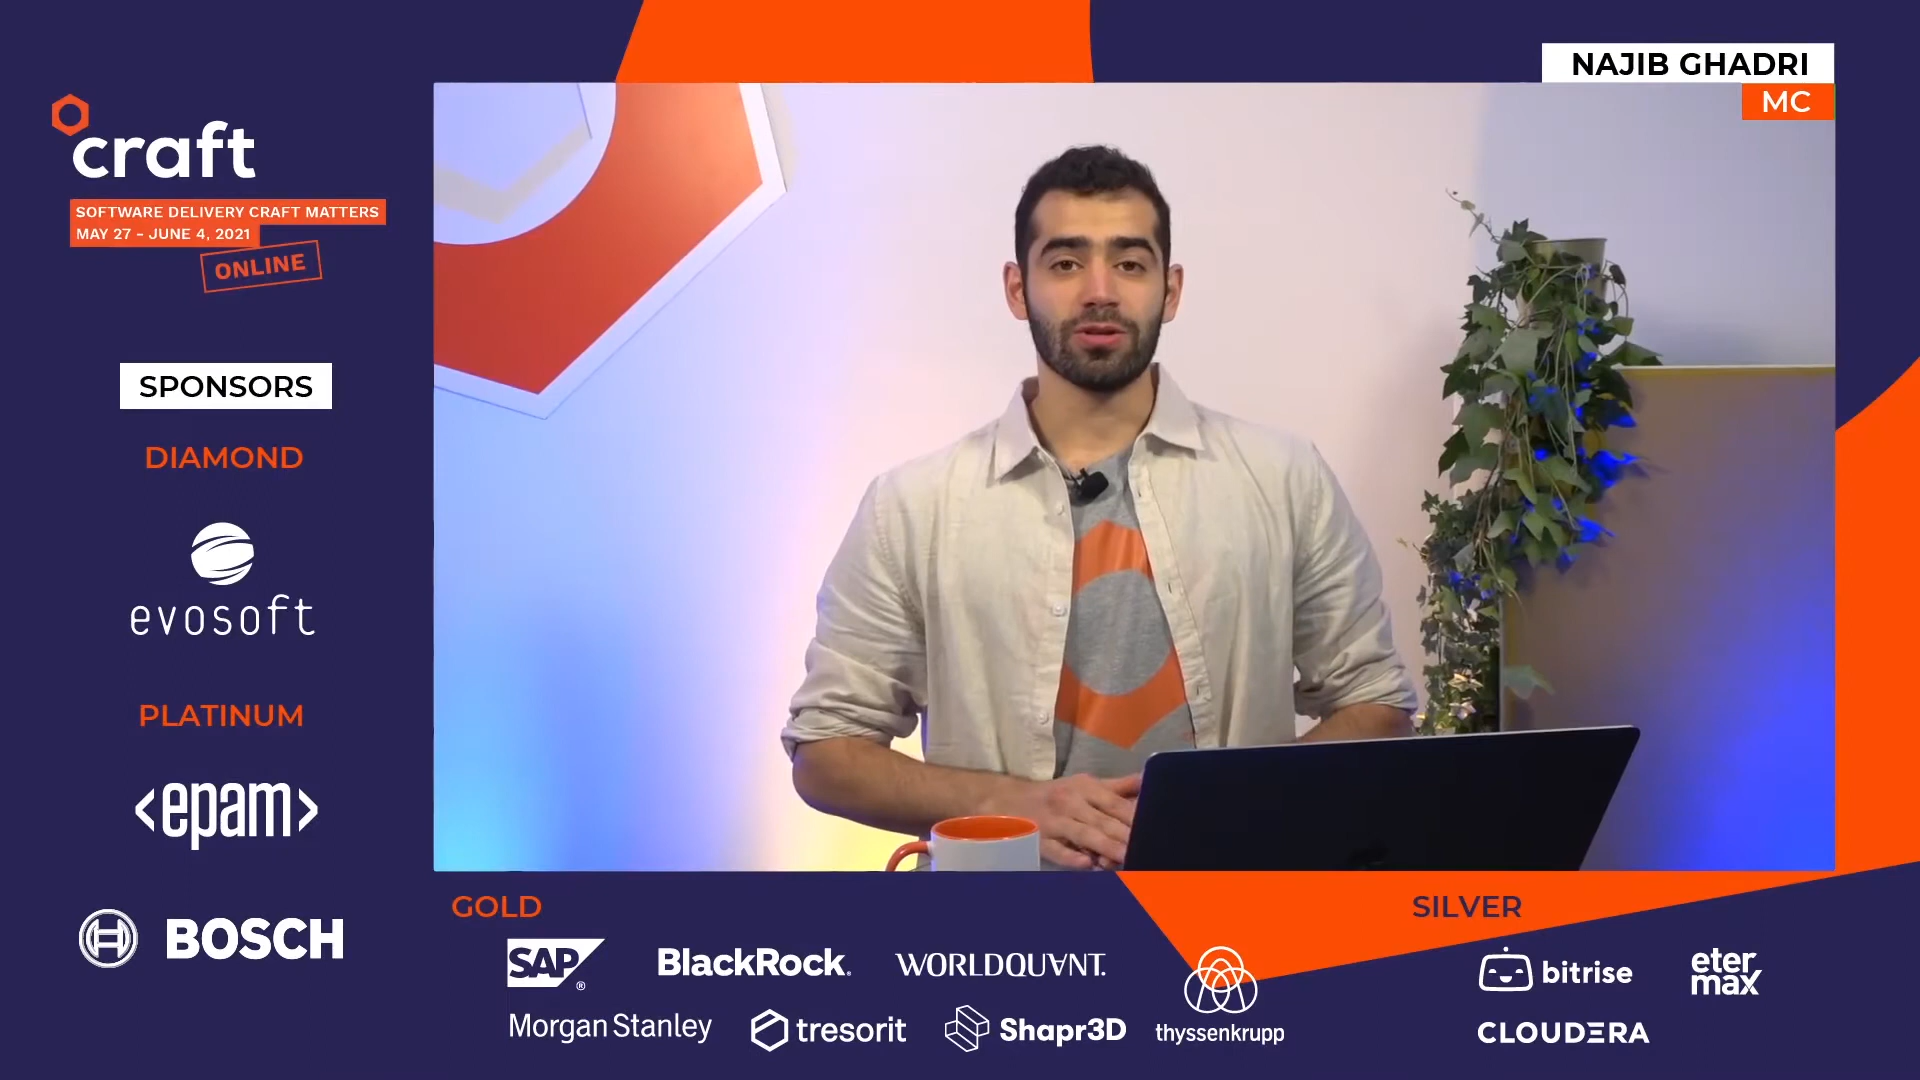 NAJIB GHADRI
MC
craft
SOFTWARE DELIVERY CRAFT MATTERS
MAY 27 - JUNE 4, 2021
ONLINE
SPONSORS
DIAMOND
evosoft
PLATINUM
<epam>
BOSCH
GOLD
SAP®
BlackRock.
WORLDQUANT.
Morgan Stanley
tresorit
Shapr3D
thyssenkrupp
SILVER
bitrise
eter
max
CLOUDERA